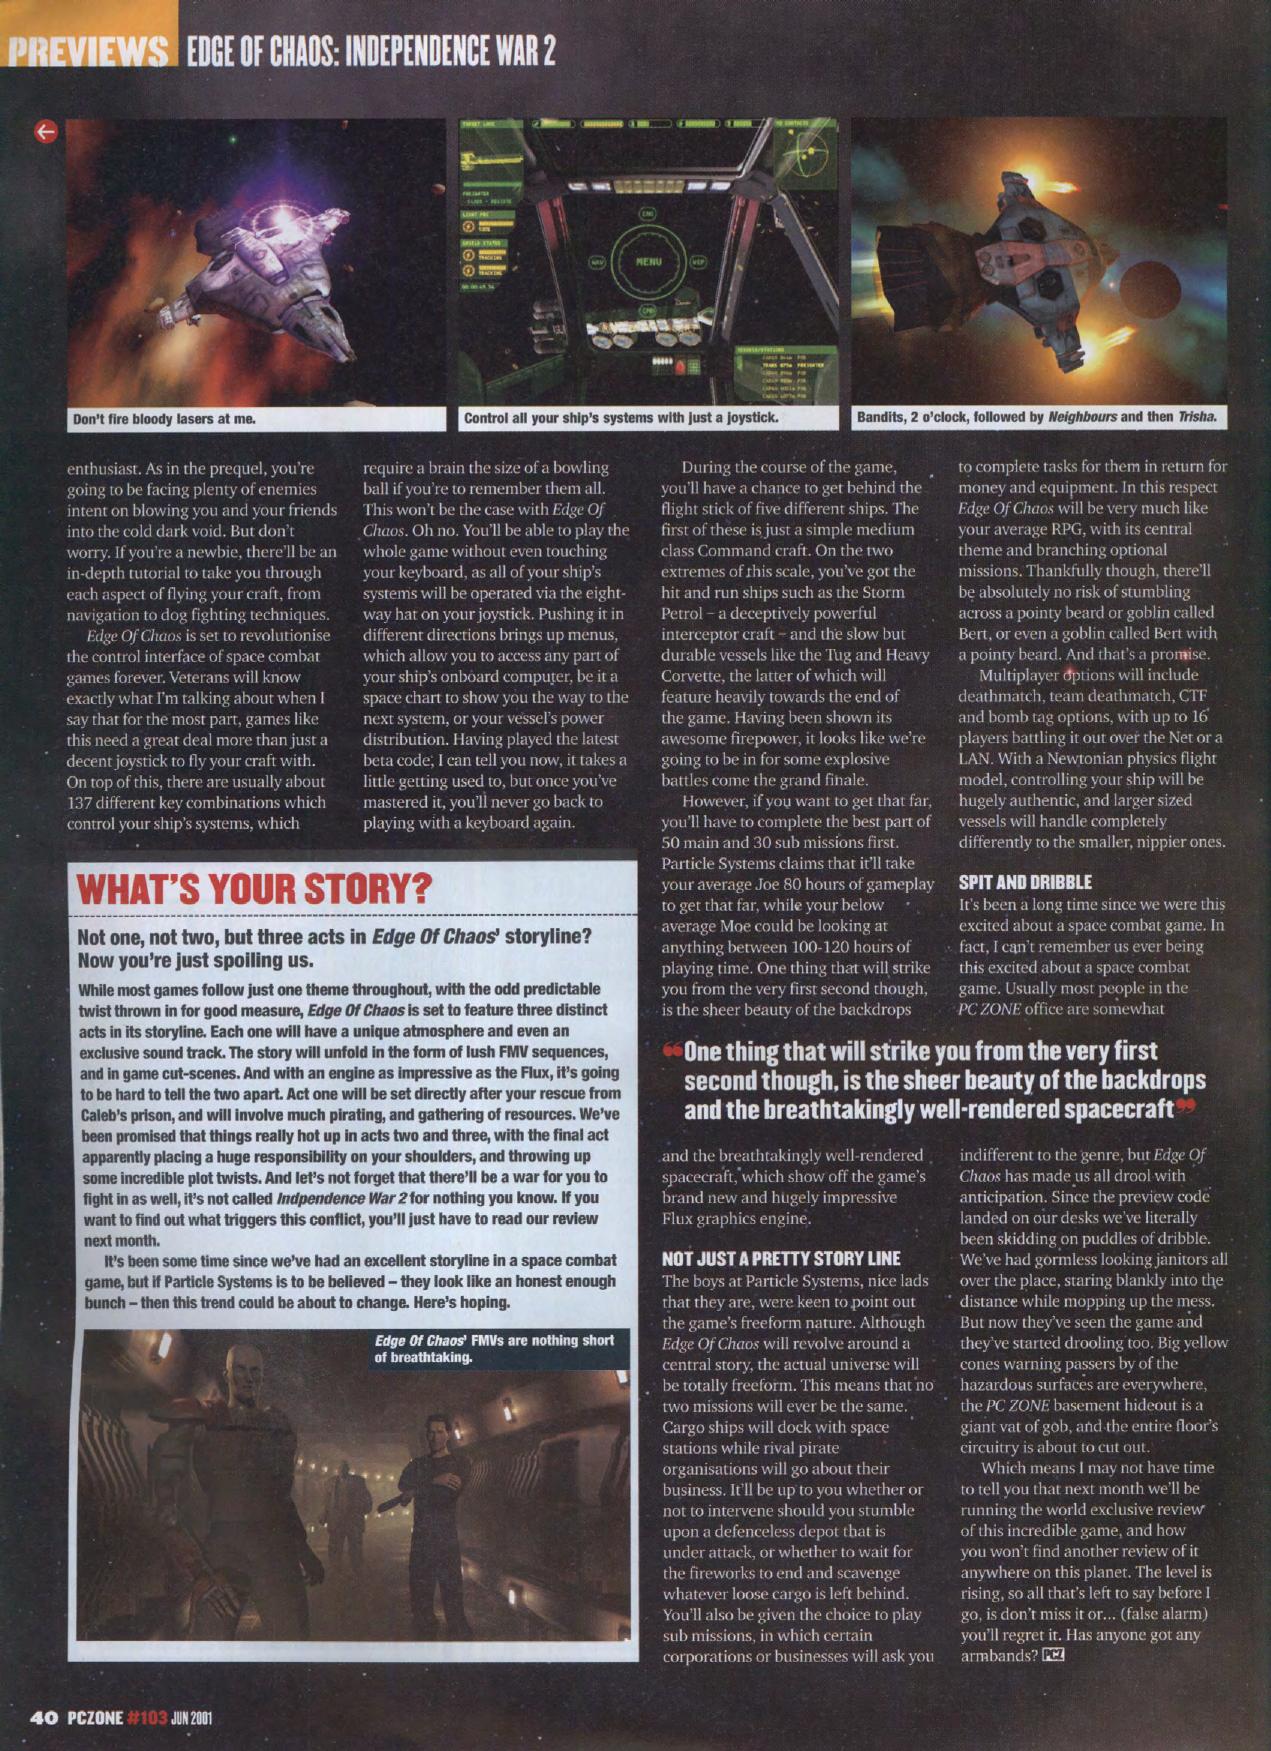 PREVIEWS EDGE OF CHAOS: INDEPENDENCE WAR 2
TARGET LOCK
FREIGHTER
LIGHT PBC
SHIELD STATUS
TRACKING
TRACKING
MENU
ENG
NAV
WEP
Don't fire bloody lasers at me.
Control all your ship's systems with just a joystick.
Bandits, 2 o'clock, followed by Neighbours and then Trisha.
enthusiast. As in the prequel, you're
going to be facing plenty of enemies
intent on blowing you and your friends
into the cold dark void. But don't
worry. If you're a newbie, there'll be an
in-depth tutorial to take you through
each aspect of flying your craft, from
navigation to dog fighting techniques.
Edge Of Chaos is set to revolutionise
the control interface of space combat
games forever. Veterans will know
exactly what I'm talking about when I
say that for the most part, games like
this need a great deal more than just a
decent joystick to fly your craft with.
On top of this, there are usually about
137 different key combinations which
control your ship's systems, which
require a brain the size of a bowling
ball if you're to remember them all.
This won't be the case with Edge Of
Chaos. Oh no. You'll be able to play the
whole game without even touching
your keyboard, as all of your ship's
systems will be operated via the eight-
way hat on your joystick. Pushing it in
different directions brings up menus,
which allow you to access any part of
your ship's onboard computer, be it a
space chart to show you the way to the
next system, or your vessel's power
distribution. Having played the latest
beta code, I can tell you now, it takes a
little getting used to, but once you've
mastered it, you'll never go back to
playing with a keyboard again.
WHAT'S YOUR STORY?
Not one, not two, but three acts in Edge Of Chaos' storyline?
Now you're just spoiling us.
While most games follow just one theme throughout, with the odd predictable
twist thrown in for good measure, Edge Of Chaos is set to feature three distinct
acts in its storyline. Each one will have a unique atmosphere and even an
exclusive sound track. The story will unfold in the form of lush FMV sequences,
and in game cut-scenes. And with an engine as impressive as the Flux, it's going
to be hard to tell the two apart. Act one will be set directly after your rescue from
Caleb's prison, and will involve much pirating, and gathering of resources. We've
been promised that things really hot up in acts two and three, with the final act
apparently placing a huge responsibility on your shoulders, and throwing up
some incredible plot twists. And let's not forget that there'll be a war for you to
fight in as well, it's not called Indpendence War 2 for nothing you know. If you
want to find out what triggers this conflict, you'll just have to read our review
next month.
It's been some time since we've had an excellent storyline in a space combat
game, but if Particle Systems is to be believed – they look like an honest enough
bunch – then this trend could be about to change. Here's hoping.
Edge Of Chaos' FMVs are nothing short
of breathtaking.
During the course of the game,
you'll have a chance to get behind the
flight stick of five different ships. The
first of these is just a simple medium
class Command craft. On the two
extremes of this scale, you've got the
hit and run ships such as the Storm
Petrol – a deceptively powerful
interceptor craft – and the slow but
durable vessels like the Tug and Heavy
Corvette, the latter of which will
feature heavily towards the end of
the game. Having been shown its
awesome firepower, it looks like we're
going to be in for some explosive
battles come the grand finale.
However, if you want to get that far,
you'll have to complete the best part of
50 main and 30 sub missions first.
Particle Systems claims that it'll take
your average Joe 80 hours of gameplay
to get that far, while your below
average Moe could be looking at
anything between 100-120 hours of
playing time. One thing that will strike
you from the very first second though,
is the sheer beauty of the backdrops
to complete tasks for them in return for
money and equipment. In this respect
Edge Of Chaos will be very much like
your average RPG, with its central
theme and branching optional
missions. Thankfully though, there'll
be absolutely no risk of stumbling
across a pointy beard or goblin called
Bert, or even a goblin called Bert with
a pointy beard. And that's a promise.
Multiplayer options will include
deathmatch, team deathmatch, CTF
and bomb tag options, with up to 16
players battling it out over the Net or a
LAN. With a Newtonian physics flight
model, controlling your ship will be
hugely authentic, and larger sized
vessels will handle completely
differently to the smaller, nippier ones.
SPIT AND DRIBBLE
It's been a long time since we were this
excited about a space combat game. In
fact, I can't remember us ever being
this excited about a space combat
game. Usually most people in the
PC ZONE office are somewhat
“One thing that will strike you from the very first
second though, is the sheer beauty of the backdrops
and the breathtakingly well-rendered spacecraft”
and the breathtakingly well-rendered
spacecraft, which show off the game's
brand new and hugely impressive
Flux graphics engine.
NOT JUST A PRETTY STORY LINE
The boys at Particle Systems, nice lads
that they are, were keen to point out
the game's freeform nature. Although
Edge Of Chaos will revolve around a
central story, the actual universe will
be totally freeform. This means that no
two missions will ever be the same.
Cargo ships will dock with space
stations while rival pirate
organisations will go about their
business. It'll be up to you whether or
not to intervene should you stumble
upon a defenceless depot that is
under attack, or whether to wait for
the fireworks to end and scavenge
whatever loose cargo is left behind.
You'll also be given the choice to play
sub missions, in which certain
corporations or businesses will ask you
indifferent to the genre, but Edge Of
Chaos has made us all drool with
anticipation. Since the preview code
landed on our desks we've literally
been skidding on puddles of dribble.
We've had gormless looking janitors all
over the place, staring blankly into the
distance while mopping up the mess.
But now they've seen the game and
they've started drooling too. Big yellow
cones warning passers by of the
hazardous surfaces are everywhere,
the PC ZONE basement hideout is a
giant vat of gob, and the entire floor's
circuitry is about to cut out.
Which means I may not have time
to tell you that next month we'll be
running the world exclusive review
of this incredible game, and how
you won't find another review of it
anywhere on this planet. The level is
rising, so all that's left to say before I
go, is don't miss it or... (false alarm)
you'll regret it. Has anyone got any
armbands? PCZ
40 PCZONE #103 JUN 2001